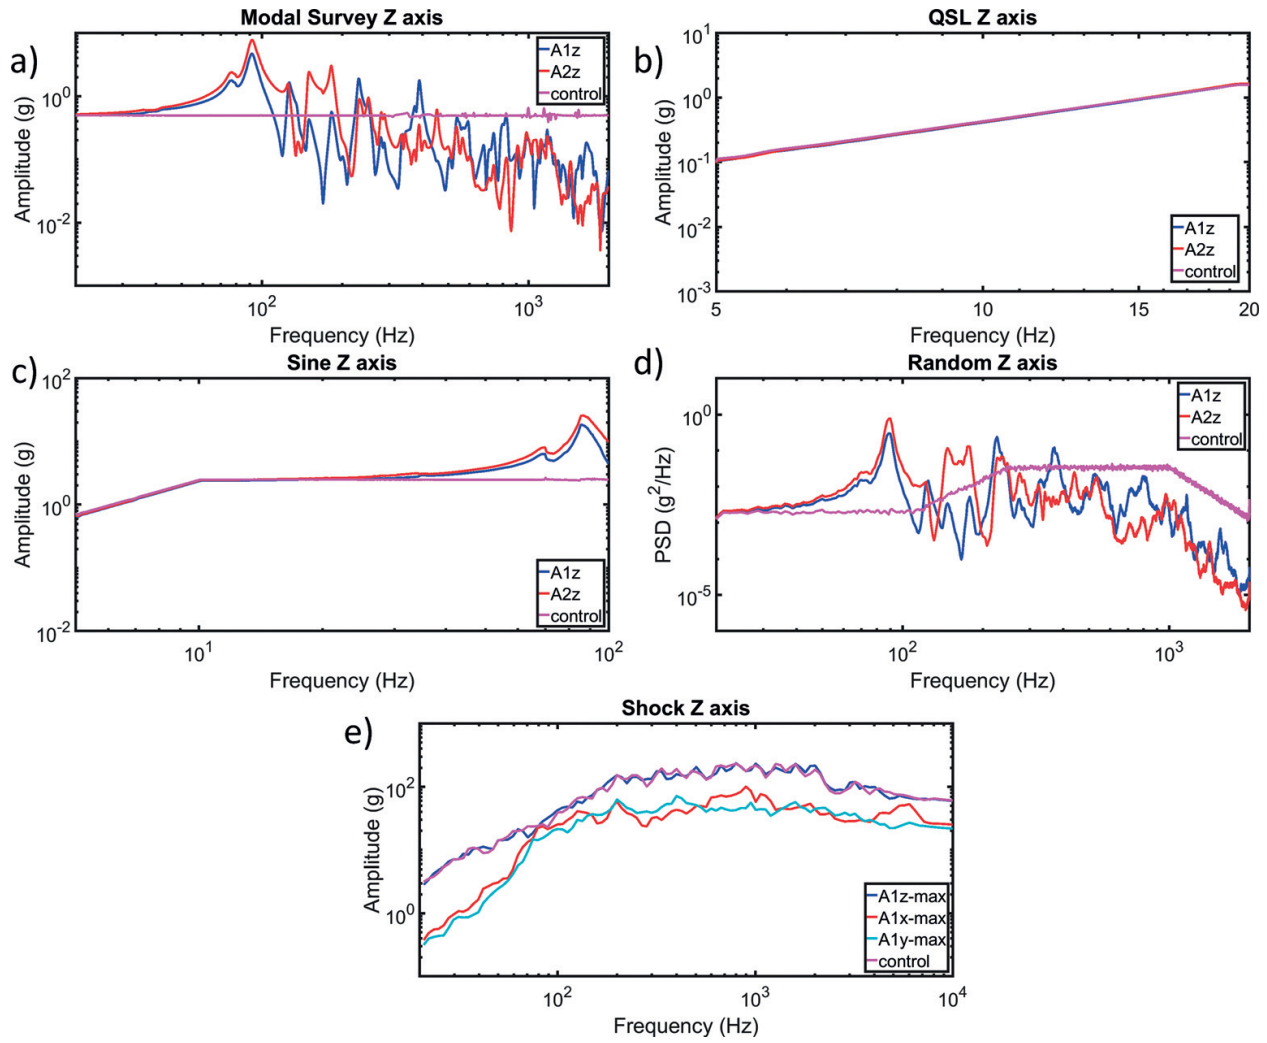 a)
Modal Survey Z axis
Amplitude (g)
10^0
10^-2
10^2
10^3
Frequency (Hz)
A1z
A2z
control
b)
QSL Z axis
Amplitude (g)
10^1
10^0
10^-1
10^-2
10^-3
5
10
15
20
Frequency (Hz)
A1z
A2z
control
c)
Sine Z axis
Amplitude (g)
10^2
10^0
10^-2
10^1
10^2
Frequency (Hz)
A1z
A2z
control
d)
Random Z axis
PSD (g^2/Hz)
10^0
10^-5
10^2
10^3
Frequency (Hz)
A1z
A2z
control
e)
Shock Z axis
Amplitude (g)
10^2
10^0
10^2
10^3
10^4
Frequency (Hz)
A1z-max
A1x-max
A1y-max
control